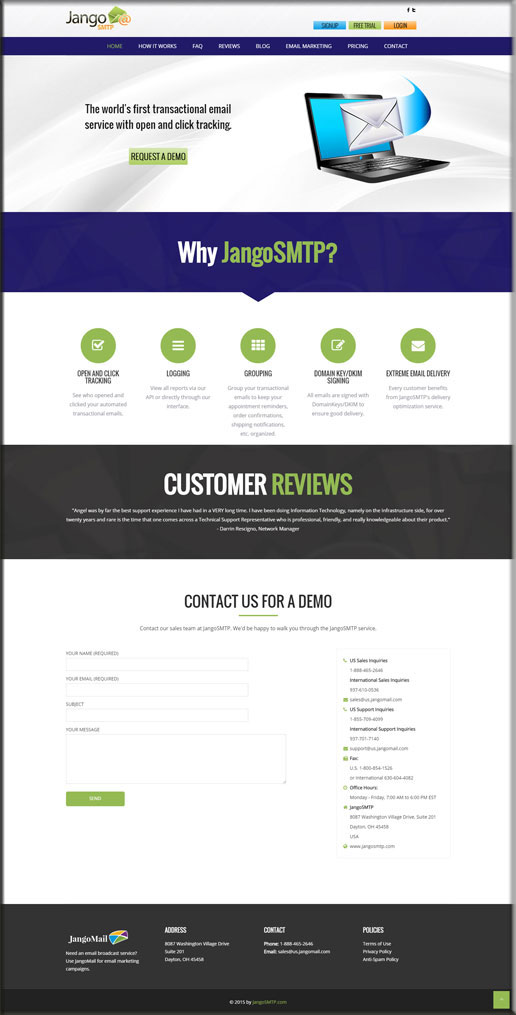 Jango
SMTP
SIGNUP FREE TRIAL LOGIN
HOME HOW IT WORKS FAQ REVIEWS BLOG EMAIL MARKETING PRICING CONTACT
The world's first transactional email
service with open and click tracking.
REQUEST A DEMO
Why JangoSMTP?
OPEN AND CLICK
TRACKING
See who opened and
clicked your automated
transactional emails.
LOGGING
View all reports via our
API or directly through our
interface.
GROUPING
Group your transactional
emails to keep your
appointment reminders,
order confirmations,
shipping notifications,
etc. organized.
DOMAIN KEY/DKIM
SIGNING
All emails are signed with
DomainKeys/DKIM to
ensure good delivery.
EXTREME EMAIL DELIVERY
Every customer benefits
from JangoSMTP's delivery
optimization service.
CUSTOMER REVIEWS
"Angel was by far the best support experience I have had in a VERY long time. I have been doing Information Technology, namely on the infrastructure side, for over
twenty years and rare is the time that one comes across a Technical Support Representative who is professional, friendly, and really knowledgeable about their product."
- Darrin Rescigno, Network Manager
CONTACT US FOR A DEMO
Contact our sales team at JangoSMTP. We'd be happy to walk you through the JangoSMTP service.
YOUR NAME (REQUIRED)
YOUR EMAIL (REQUIRED)
SUBJECT
YOUR MESSAGE
SEND
US Sales Inquiries
1-888-465-2646
International Sales Inquiries
937-610-0536
sales@us.jangomail.com
US Support Inquiries
1-855-709-4099
International Support Inquiries
937-701-7140
support@us.jangomail.com
Fax:
U.S. 1-806-854-1526
or International 630-604-4082
Office Hours:
Monday - Friday, 7:00 AM to 6:00 PM EST
JangoSMTP
8087 Washington Village Drive, Suite 201
Dayton, OH 45458
USA
www.jangosmtp.com
JangoMail
Need an email broadcast service?
Use JangoMail for email marketing
campaigns.
ADDRESS
8087 Washington Village Drive
Suite 201
Dayton, OH 45458
CONTACT
Phone: 1-888-465-2646
Email: sales@us.jangomail.com
POLICIES
Terms of Use
Privacy Policy
Anti-Spam Policy
© 2015 by JangoSMTP.com